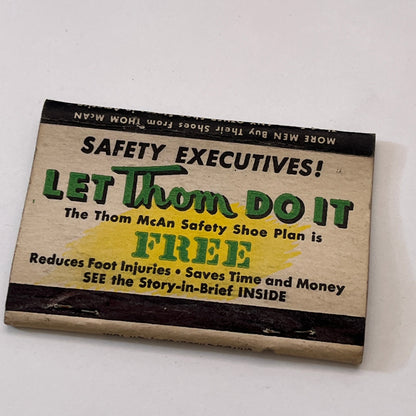 MORE MEN Buy Their Shoes From THOM McAN
SAFETY EXECUTIVES!
LET Thom DO IT
The Thom McAn Safety Shoe Plan is
FREE
Reduces Foot Injuries • Saves Time and Money
SEE the Story-in-Brief INSIDE